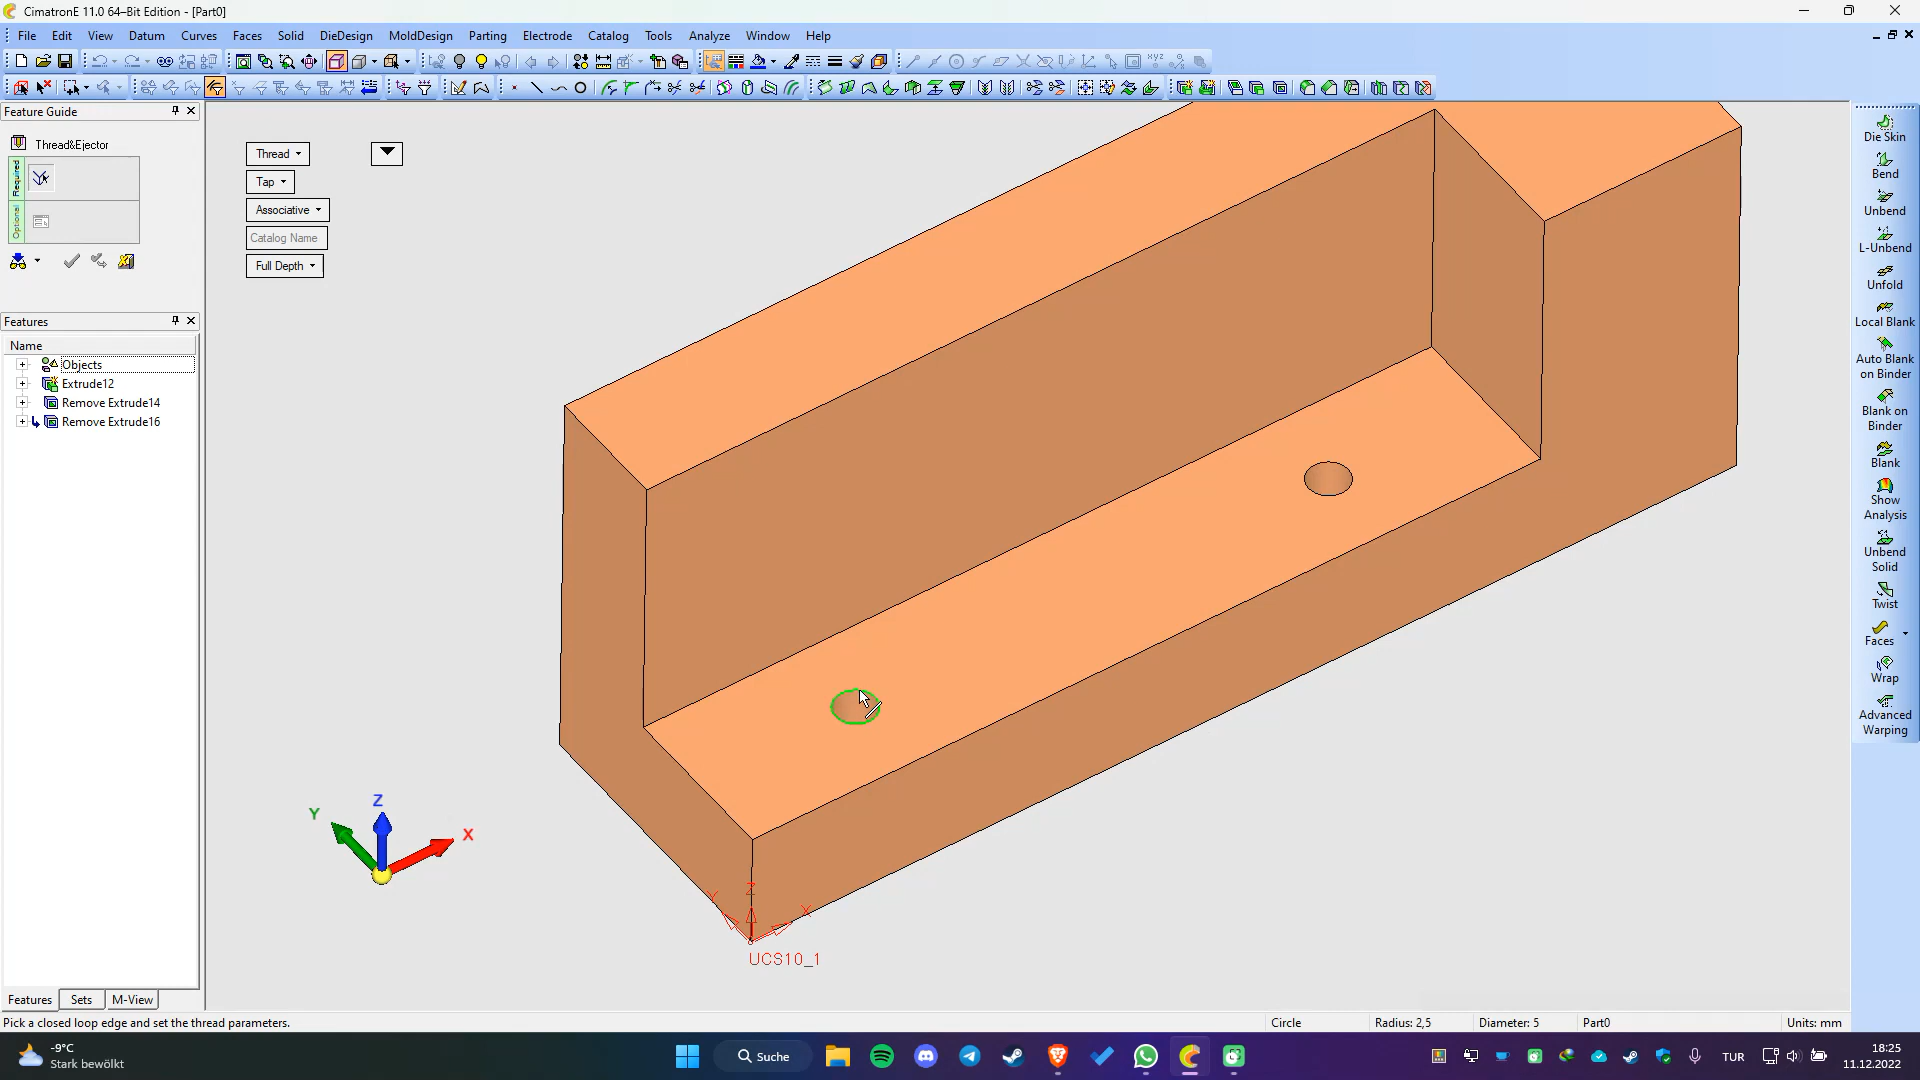 CimatronE 11.0 64–Bit Edition - [Part0]
File Edit View Datum Curves Faces Solid DieDesign MoldDesign Parting Electrode Catalog Tools Analyze Window Help
Feature Guide
Thread&Ejector
Required
Optional
Features
Name
Objects
Extrude12
Remove Extrude14
Remove Extrude16
Features Sets M-View
Thread
Tap
Associative
Catalog Name
Full Depth
Z
Y
X
Y
Z
X
UCS10_1
Die Skin
Bend
Unbend
L-Unbend
Unfold
Local Blank
Auto Blank
on Binder
Blank on
Binder
Blank
Show
Analysis
Unbend
Solid
Twist
Faces
Wrap
Advanced
Warping
Pick a closed loop edge and set the thread parameters.
Circle Radius: 2,5 Diameter: 5 Part0 Units: mm
-9°C
Stark bewölkt
Suche
TUR
18:25
11.12.2022